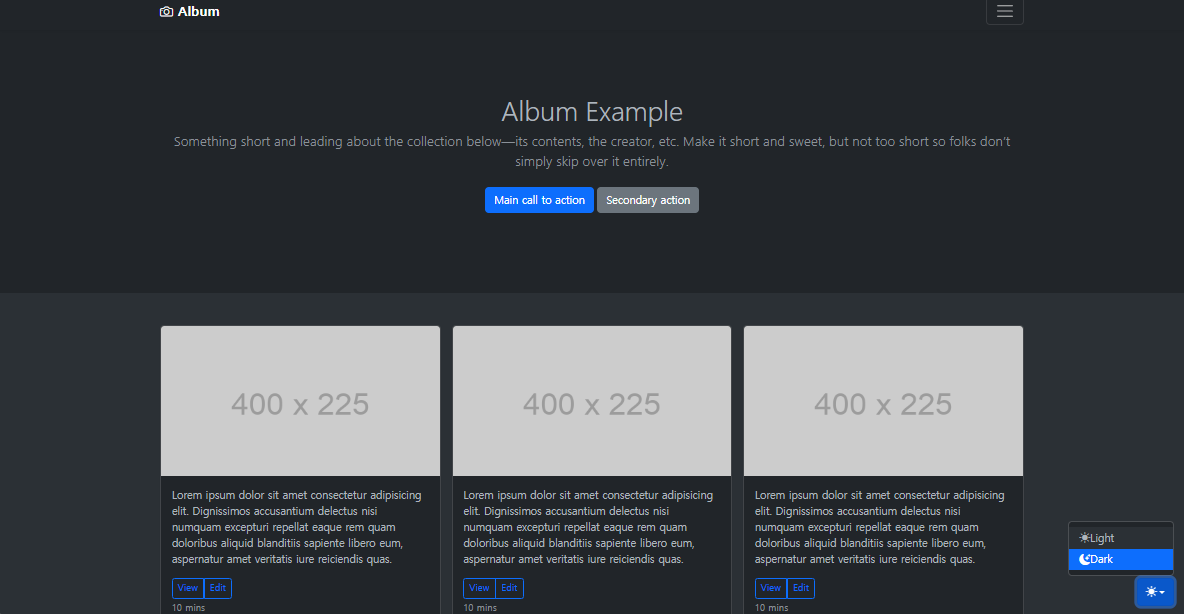 Album
Album Example
Something short and leading about the collection below—its contents, the creator, etc. Make it short and sweet, but not too short so folks don't
simply skip over it entirely.
Main call to action Secondary action
400 x 225
Lorem ipsum dolor sit amet consectetur adipisicing
elit. Dignissimos accusantium delectus nisi
numquam excepturi repellat eaque rem quam
doloribus aliquid blanditiis sapiente libero eum,
aspernatur amet veritatis iure reiciendis quas.
View Edit
10 mins
400 x 225
Lorem ipsum dolor sit amet consectetur adipisicing
elit. Dignissimos accusantium delectus nisi
numquam excepturi repellat eaque rem quam
doloribus aliquid blanditiis sapiente libero eum,
aspernatur amet veritatis iure reiciendis quas.
View Edit
10 mins
400 x 225
Lorem ipsum dolor sit amet consectetur adipisicing
elit. Dignissimos accusantium delectus nisi
numquam excepturi repellat eaque rem quam
doloribus aliquid blanditiis sapiente libero eum,
aspernatur amet veritatis iure reiciendis quas.
View Edit
10 mins
Light
Dark